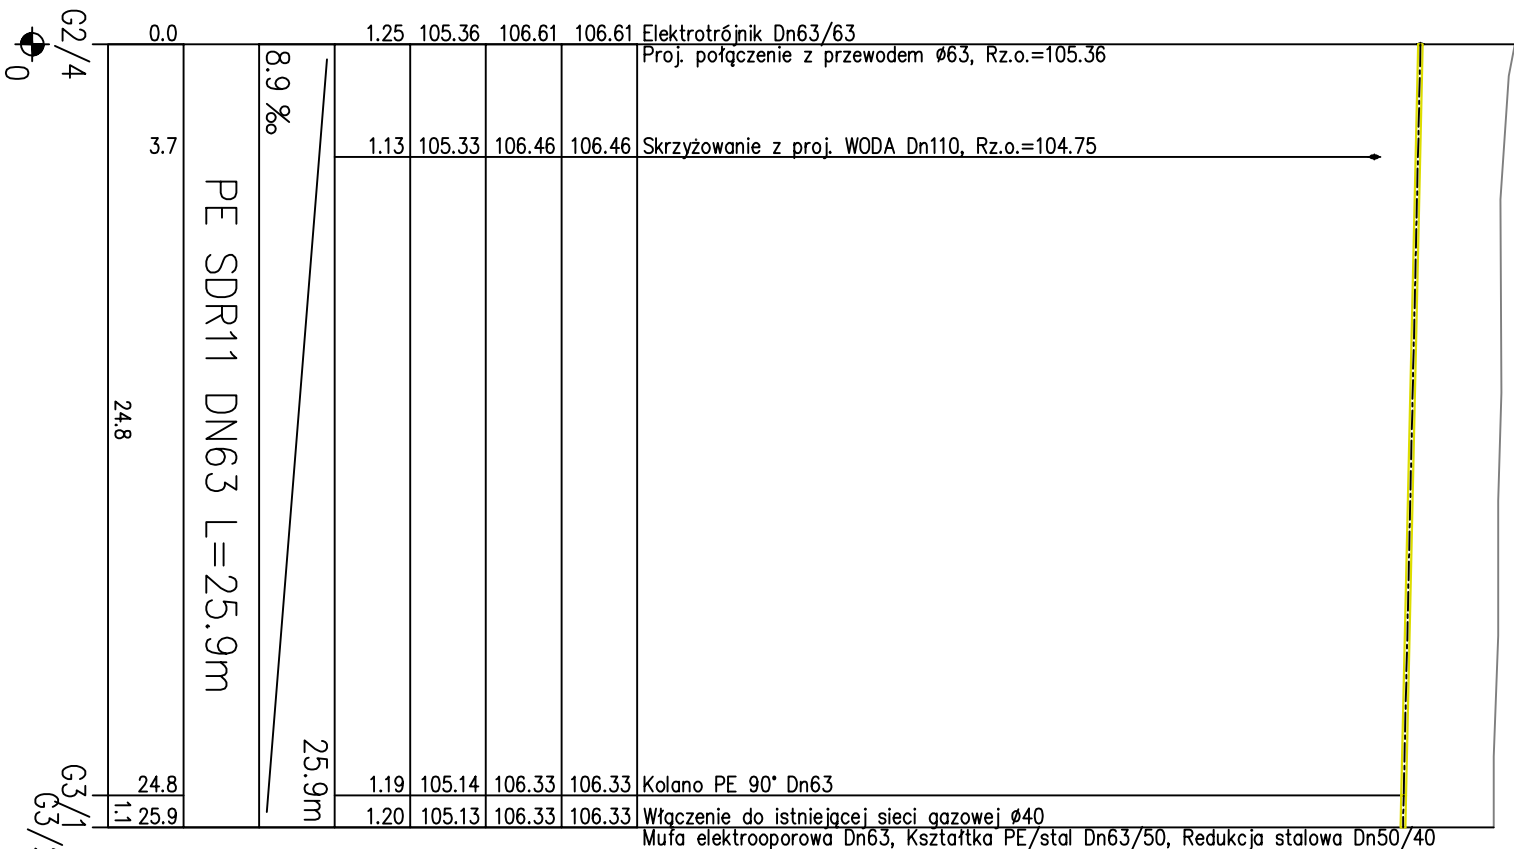 G2/4
0
0.0 1.25 105.36 106.61 106.61 Elektrotrójnik Dn63/63
Proj. połączenie z przewodem ø63, Rz.o.=105.36
8.9 ‰
3.7 1.13 105.33 106.46 106.46 Skrzyżowanie z proj. WODA Dn110, Rz.o.=104.75
PE SDR11 DN63 L=25.9m
24.8
25.9m
G3/1
24.8 1.19 105.14 106.33 106.33 Kolano PE 90° Dn63
G3/
1.1
25.9 1.20 105.13 106.33 106.33 Włączenie do istniejącej sieci gazowej ø40
Mufa elektrooporowa Dn63, Kształtka PE/stal Dn63/50, Redukcja stalowa Dn50/40